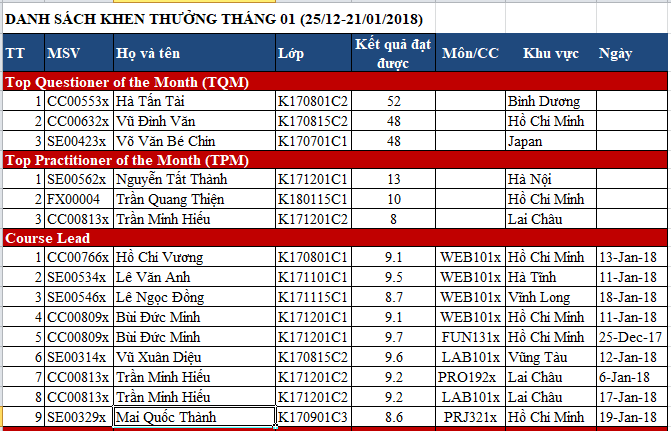 DANH SÁCH KHEN THƯỞNG THÁNG 01 (25/12-21/01/2018)
TT MSV Họ và tên Lớp Kết quả đạt được Môn/CC Khu vực Ngày
Top Questioner of the Month (TQM)
1 CC00553x Hà Tấn Tài K170801C2 52 Bình Dương
2 CC00632x Vũ Đình Văn K170815C2 48 Hồ Chí Minh
3 SE00423x Võ Văn Bé Chín K170701C1 48 Japan
Top Practitioner of the Month (TPM)
1 SE00562x Nguyễn Tất Thành K171201C1 13 Hà Nội
2 FX00004 Trần Quang Thiện K180115C1 10 Hồ Chí Minh
3 CC00813x Trần Minh Hiếu K171201C2 8 Lai Châu
Course Lead
1 CC00766x Hồ Chí Vương K170801C1 9.1 WEB101x Hồ Chí Minh 13-Jan-18
2 SE00534x Lê Văn Anh K171101C1 9.5 WEB101x Hà Tĩnh 11-Jan-18
3 SE00546x Lê Ngọc Đồng K171115C1 8.7 WEB101x Vĩnh Long 18-Jan-18
4 CC00809x Bùi Đức Minh K171201C1 9.1 WEB101x Hồ Chí Minh 11-Jan-18
5 CC00809x Bùi Đức Minh K171201C1 9.7 FUN131x Hồ Chí Minh 25-Dec-17
6 SE00314x Vũ Xuân Diệu K170815C2 9.6 LAB101x Vũng Tàu 12-Jan-18
7 CC00813x Trần Minh Hiếu K171201C2 9.2 PRO192x Lai Châu 6-Jan-18
8 CC00813x Trần Minh Hiếu K171201C2 9.2 LAB101x Lai Châu 17-Jan-18
9 SE00329x Mai Quốc Thành K170901C3 8.6 PRJ321x Hồ Chí Minh 19-Jan-18